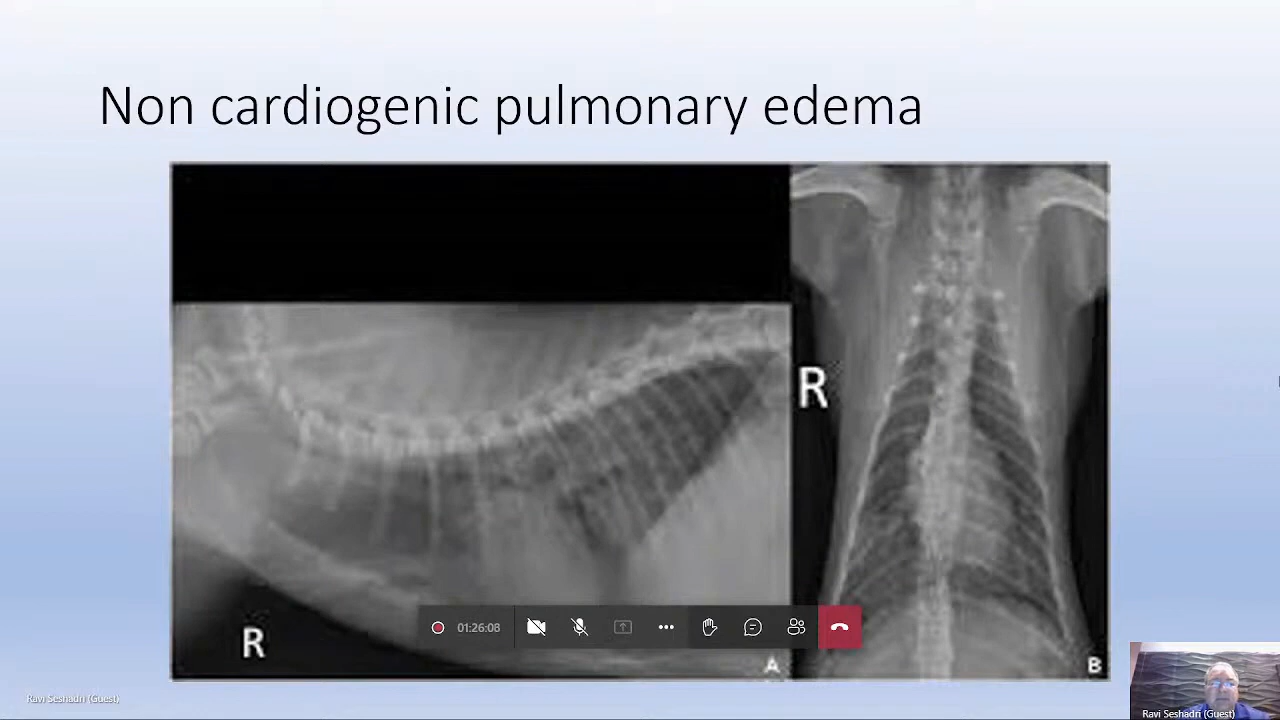 Non cardiogenic pulmonary edema
R
R
A
B
01:26:08
Ravi Seshadri (Guest)
Ravi Seshadri (Guest)